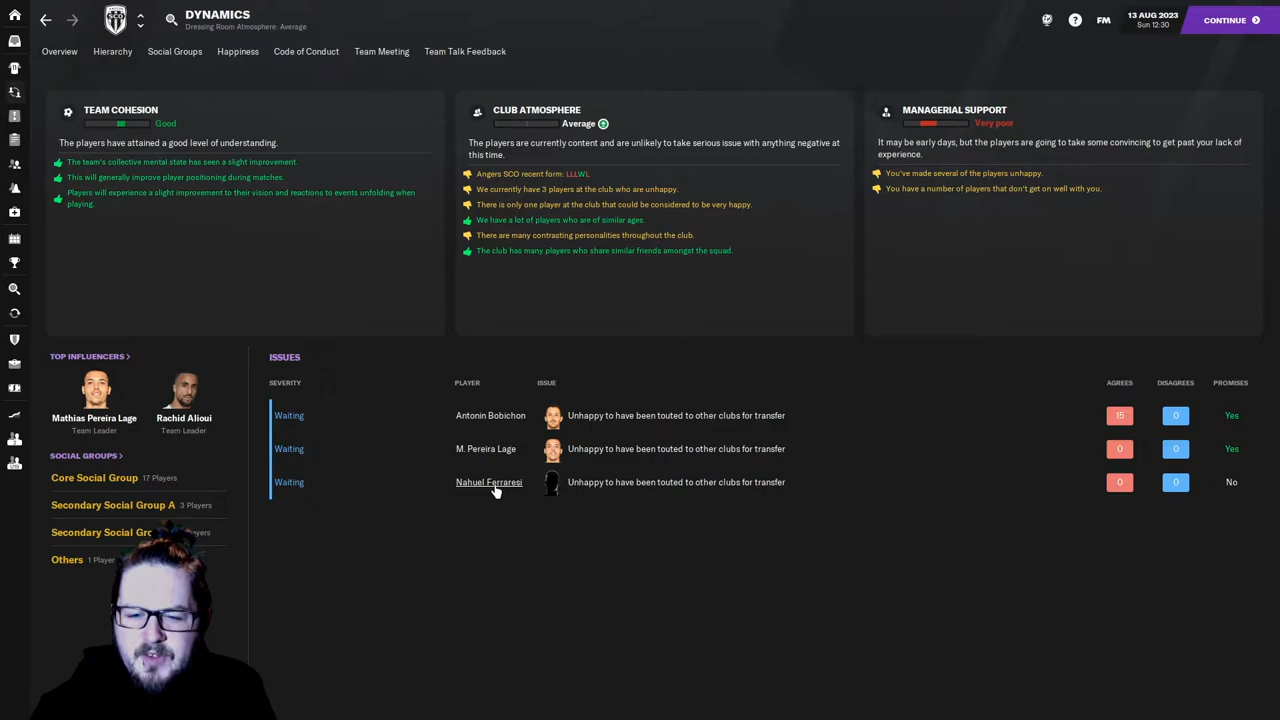 DYNAMICS
Dressing Room Atmosphere: Average
SCO
FM
13 AUG 2023
Sun 12:30
CONTINUE
Overview
Hierarchy
Social Groups
Happiness
Code of Conduct
Team Meeting
Team Talk Feedback
TEAM COHESION
Good
The players have attained a good level of understanding.
The team's collective mental state has seen a slight improvement.
This will generally improve player positioning during matches.
Players will experience a slight improvement to their vision and reactions to events unfolding when
playing.
CLUB ATMOSPHERE
Average
The players are currently content and are unlikely to take serious issue with anything negative at
this time.
Angers SCO recent form: LLLWL
We currently have 3 players at the club who are unhappy.
There is only one player at the club that could be considered to be very happy.
We have a lot of players who are of similar ages.
There are many contrasting personalities throughout the club.
The club has many players who share similar friends amongst the squad.
MANAGERIAL SUPPORT
Very poor
It may be early days, but the players are going to take some convincing to get past your lack of
experience.
You've made several of the players unhappy.
You have a number of players that don't get on well with you.
TOP INFLUENCERS >
Mathias Pereira Lage
Team Leader
Rachid Alioui
Team Leader
SOCIAL GROUPS >
Core Social Group 17 Players
Secondary Social Group A 3 Players
Secondary Social Gro
Others 1 Player
ISSUES
SEVERITY PLAYER ISSUE AGREES DISAGREES PROMISES
Waiting Antonin Bobichon Unhappy to have been touted to other clubs for transfer 15 0 Yes
Waiting M. Pereira Lage Unhappy to have been touted to other clubs for transfer 0 0 Yes
Waiting Nahuel Ferraresi Unhappy to have been touted to other clubs for transfer 0 0 No